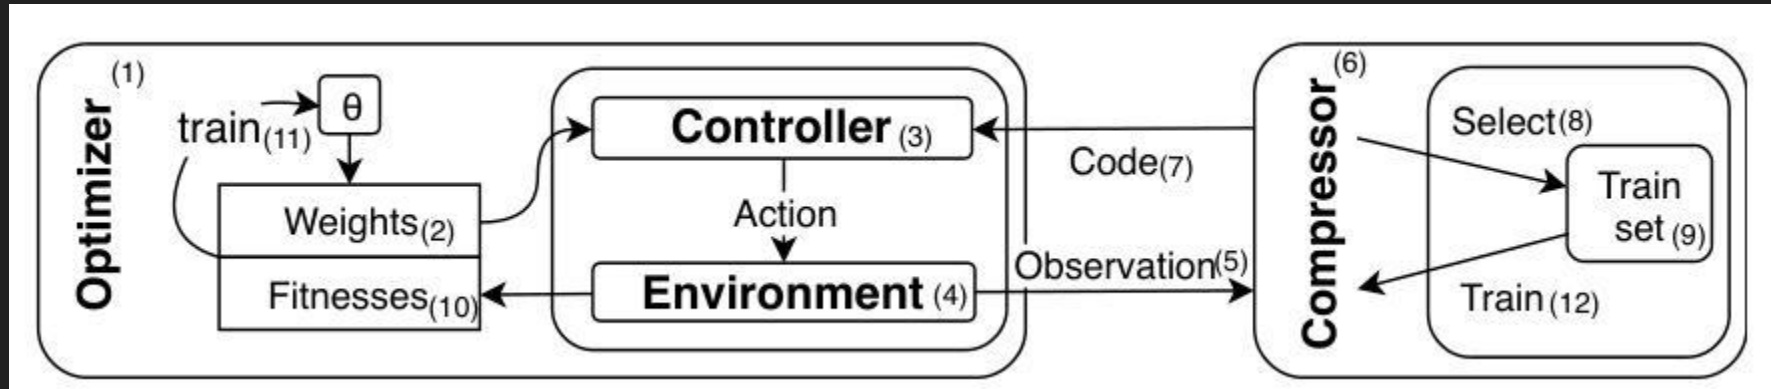 Optimizer (1)
θ
train(11)
Weights(2)
Fitnesses(10)
Controller (3)
Action
Environment (4)
Code(7)
Observation(5)
Compressor (6)
Select(8)
Train
set (9)
Train(12)